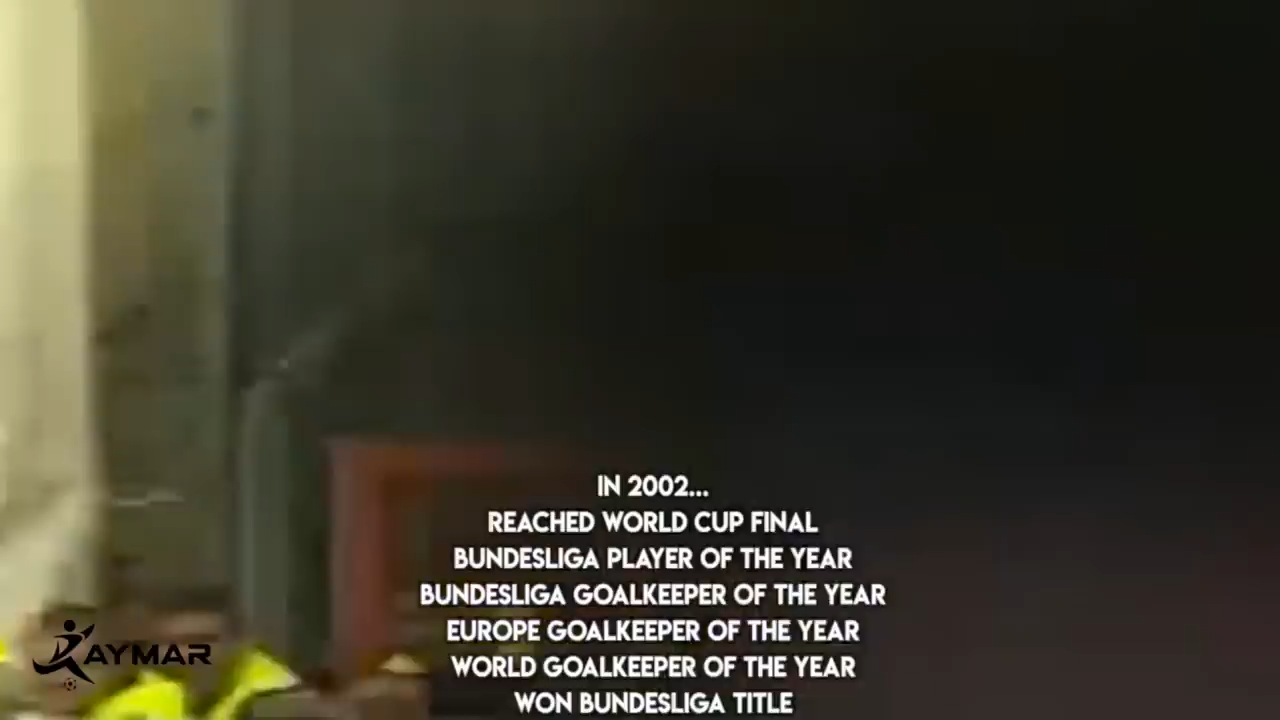 IN 2002...
REACHED WORLD CUP FINAL
BUNDESLIGA PLAYER OF THE YEAR
BUNDESLIGA GOALKEEPER OF THE YEAR
EUROPE GOALKEEPER OF THE YEAR
WORLD GOALKEEPER OF THE YEAR
WON BUNDESLIGA TITLE
KAYMAR